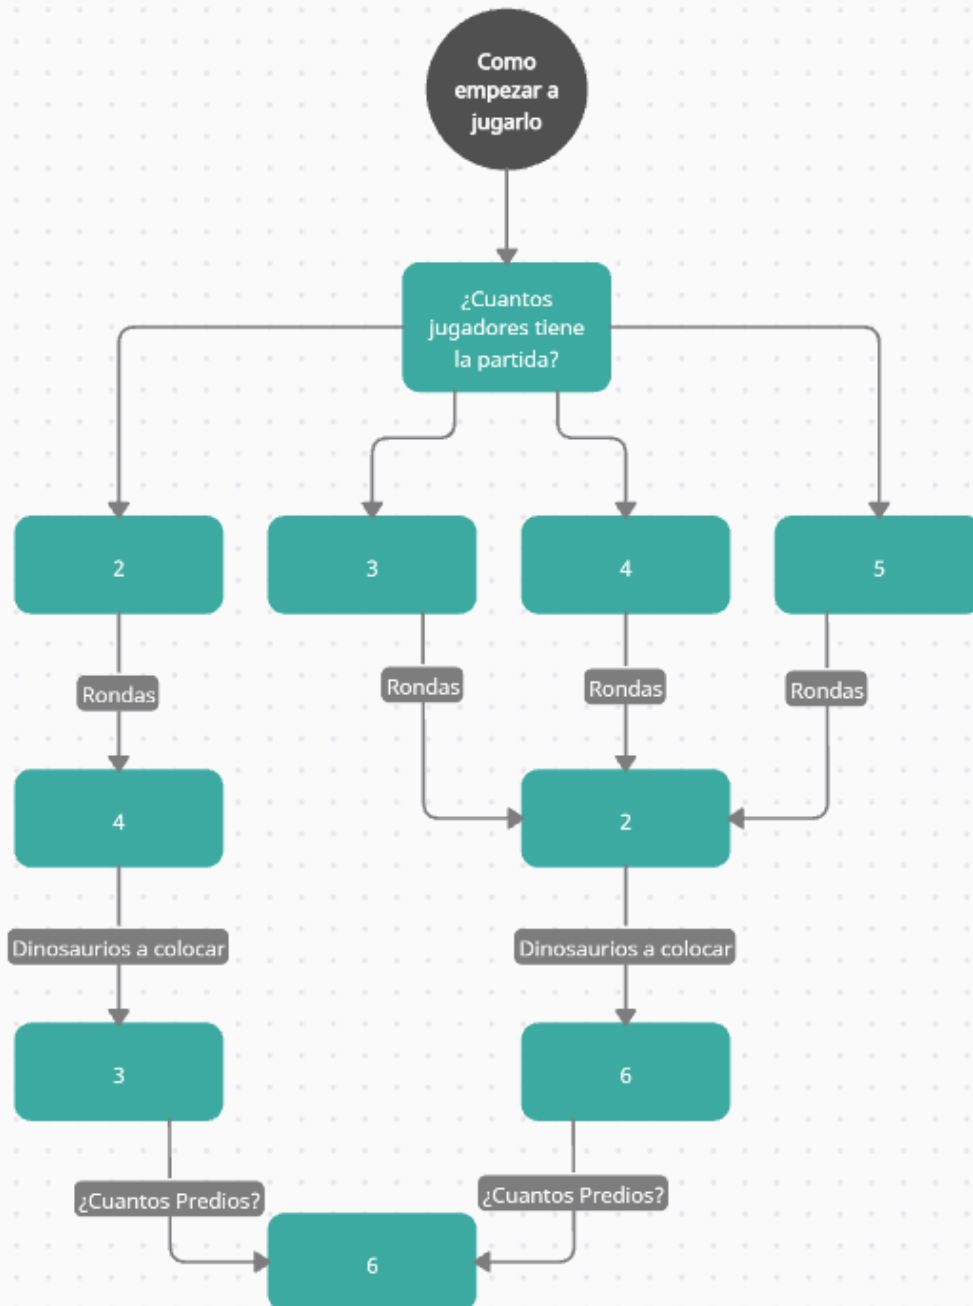 Como
empezar a
jugarlo
¿Cuantos
jugadores tiene
la partida?
2
3
4
5
Rondas
Rondas
Rondas
Rondas
4
2
Dinosaurios a colocar
Dinosaurios a colocar
3
6
¿Cuantos Predios?
¿Cuantos Predios?
6